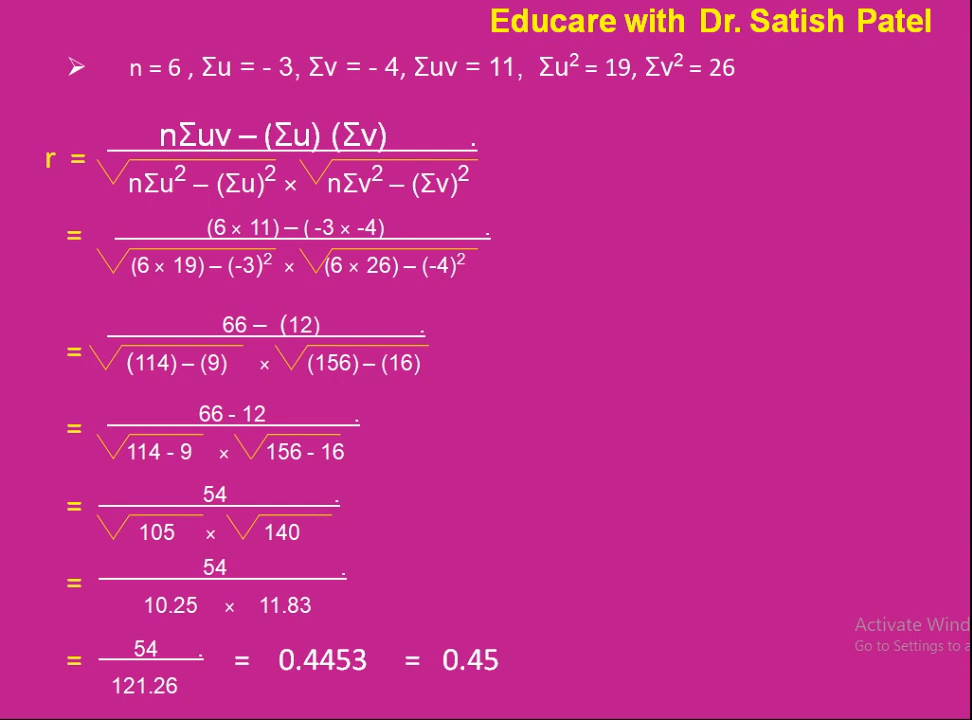 Educare with Dr. Satish Patel
➢ n = 6 , Σu = - 3, Σv = - 4, Σuv = 11, Σu² = 19, Σv² = 26
nΣuv – (Σu) (Σv) .
r =
√ nΣu² – (Σu)² × √ nΣv² – (Σv)²
(6 × 11) – ( -3 × -4) .
=
√ (6 × 19) – (-3)² × √ (6 × 26) – (-4)²
66 – (12) .
=
√ (114) – (9) × √ (156) – (16)
66 - 12 .
=
√ 114 - 9 × √ 156 - 16
54 .
=
√ 105 × √ 140
54 .
=
10.25 × 11.83
54 .
= = 0.4453 = 0.45
121.26
Activate Wind
Go to Settings to a